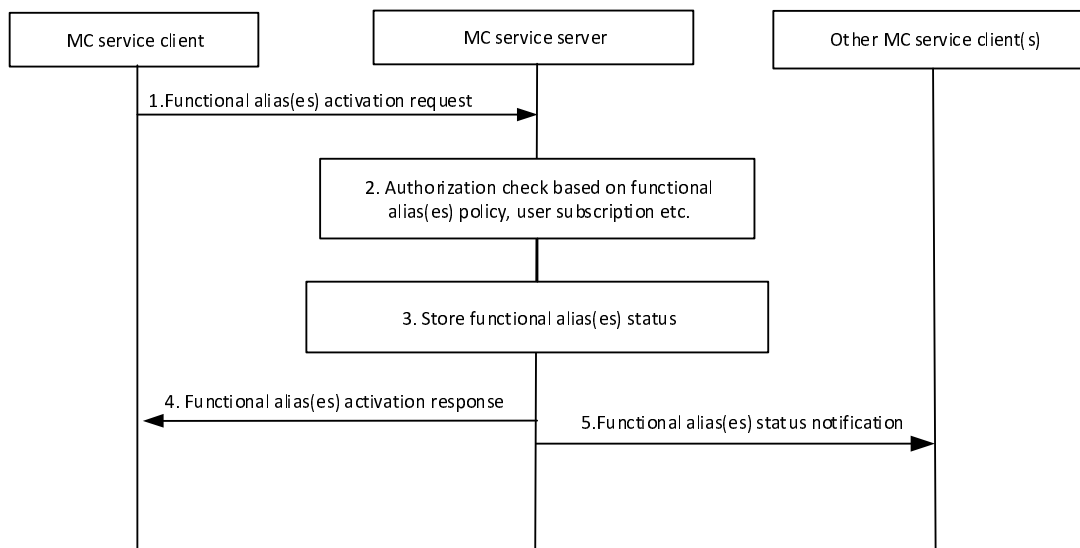 MC service client
MC service server
Other MC service client(s)
1.Functional alias(es) activation request
2. Authorization check based on functional
alias(es) policy, user subscription etc.
3. Store functional alias(es) status
4. Functional alias(es) activation response
5.Functional alias(es) status notification